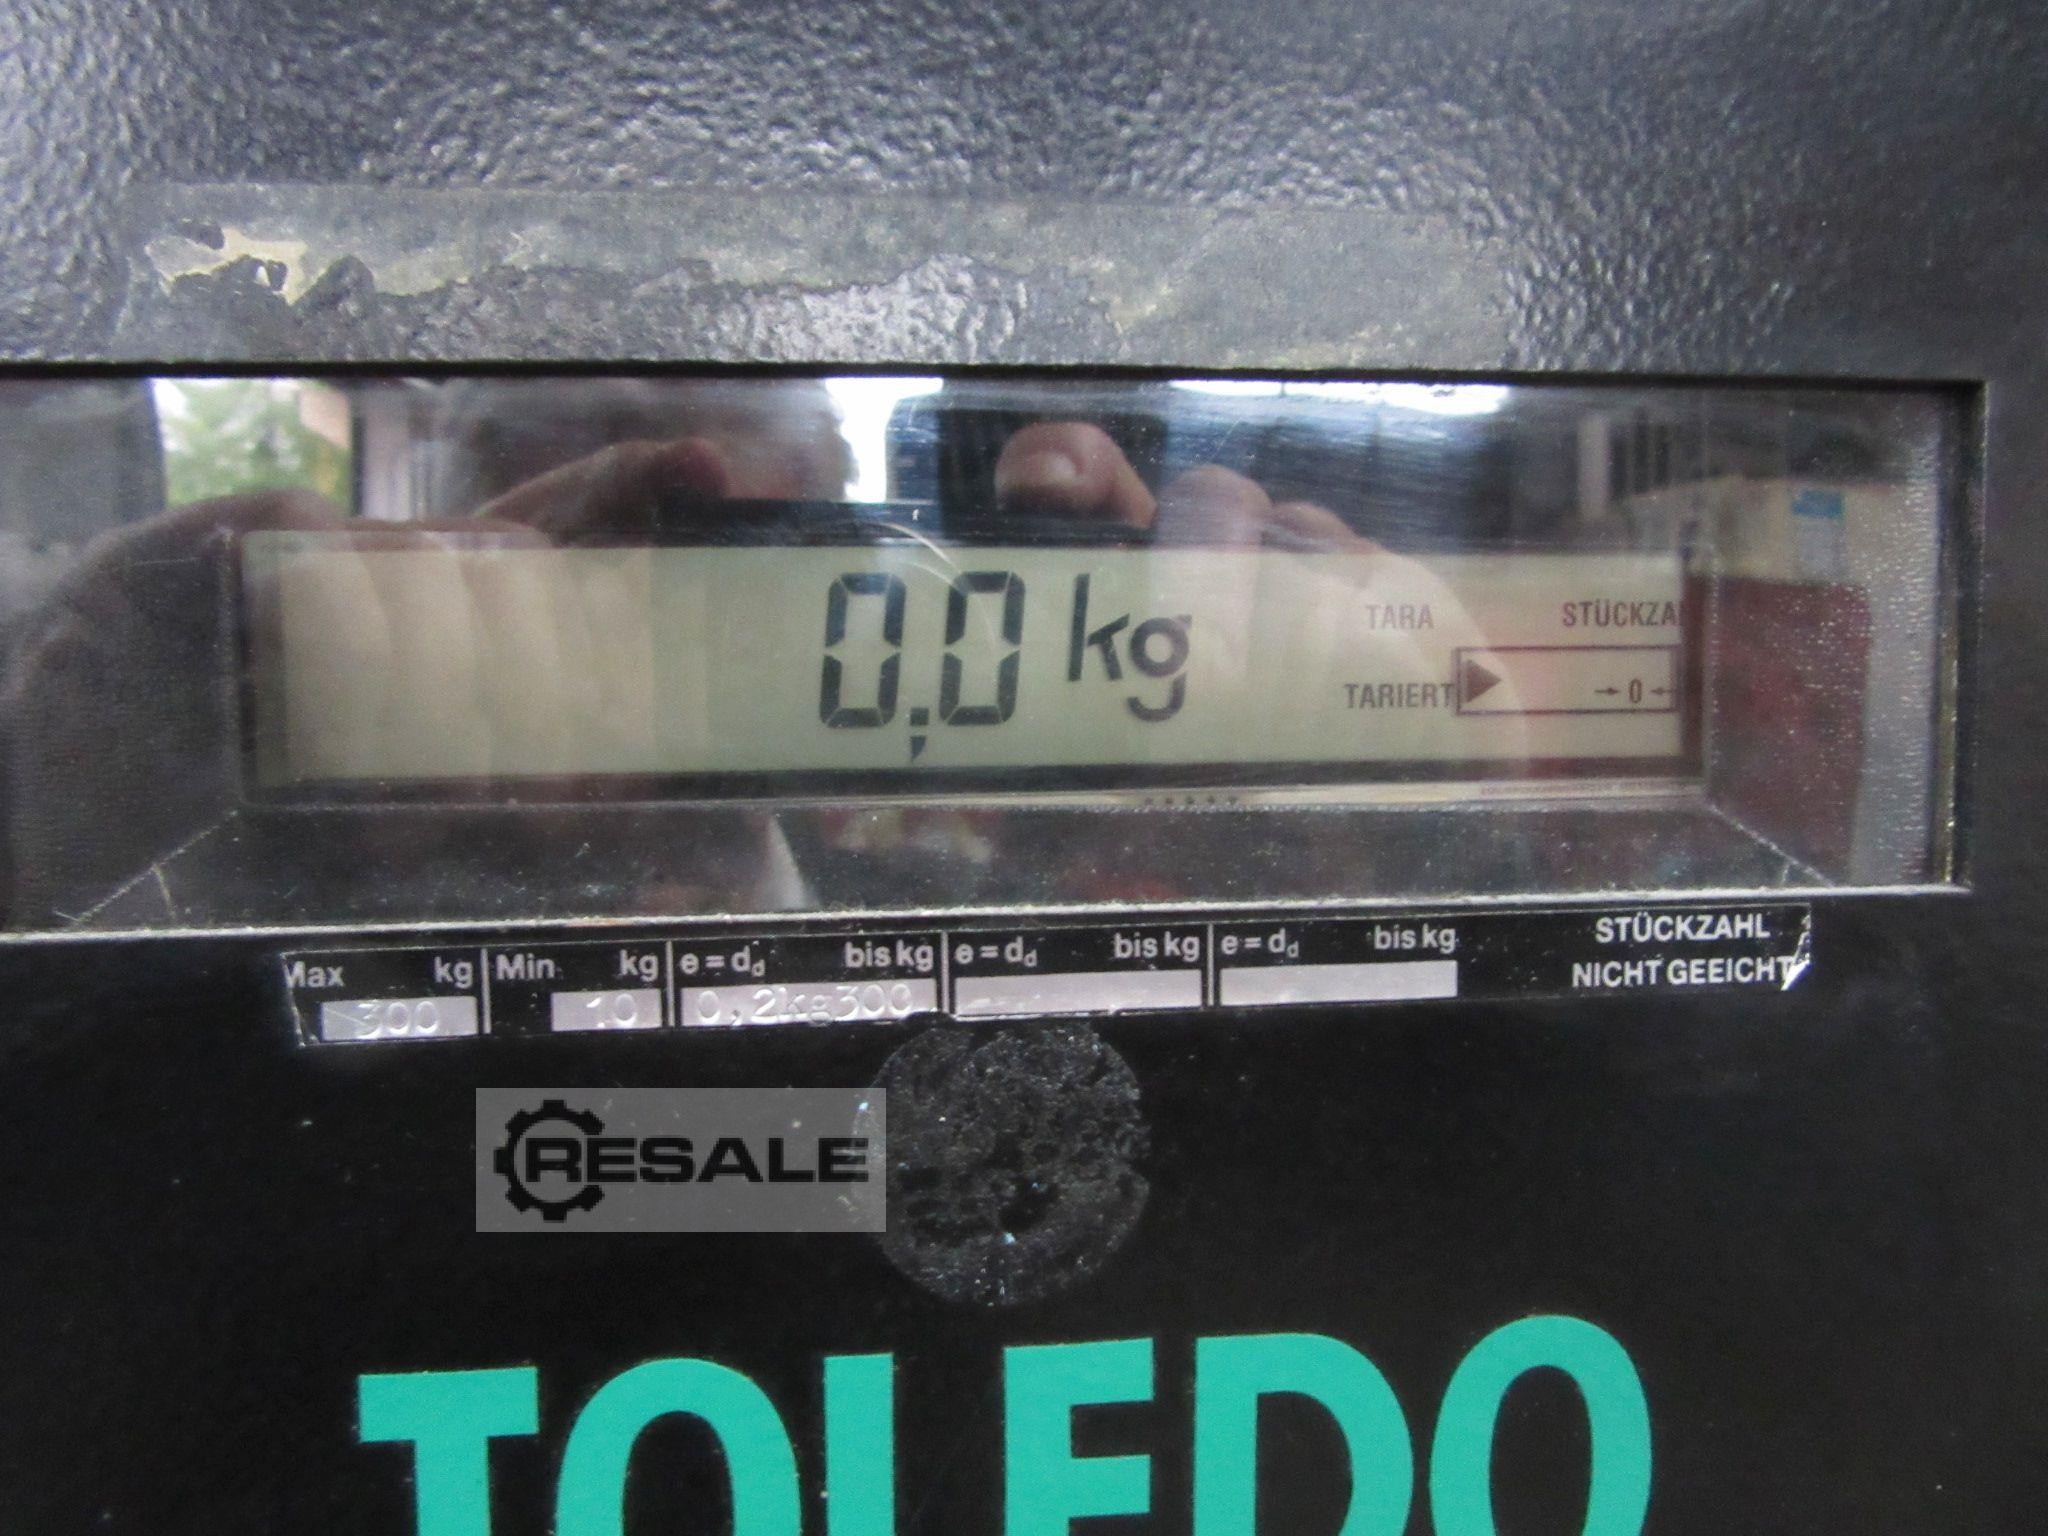 0,0 kg
TARA STÜCKZA
TARIERT → 0 ←
Max kg Min kg e = dd bis kg e = dd bis kg e = dd bis kg STÜCKZAHL
300 10 0,2kg300 NICHT GEEICHT
RESALE
TOLEDO